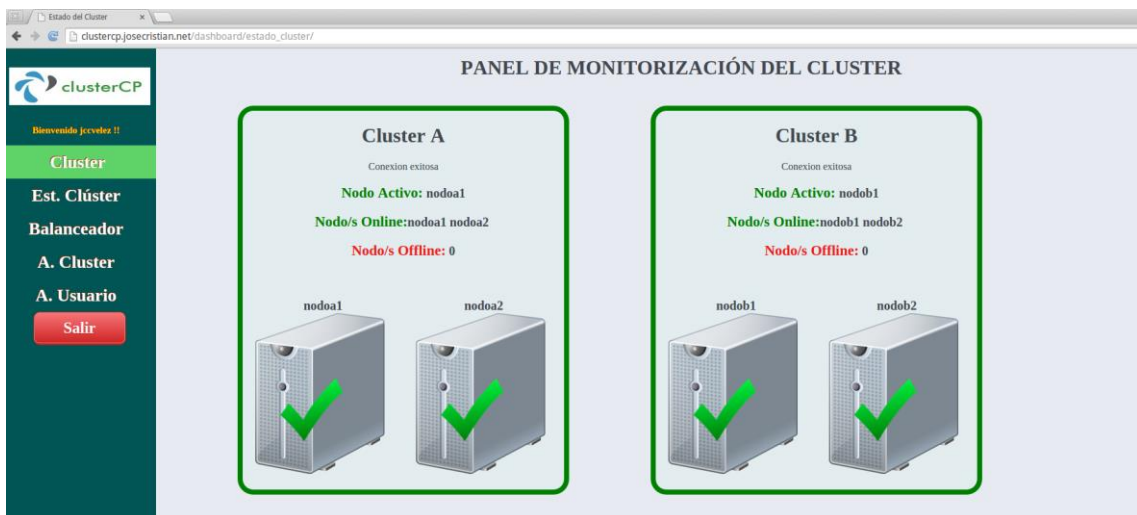 Estado del Cluster
clustercp.josecristian.net/dashboard/estado_cluster/
clusterCP
Bienvenido jccvelez !!
Cluster
Est. Clúster
Balanceador
A. Cluster
A. Usuario
Salir
PANEL DE MONITORIZACIÓN DEL CLUSTER
Cluster A
Conexion exitosa
Nodo Activo: nodoa1
Nodo/s Online:nodoa1 nodoa2
Nodo/s Offline: 0
nodoa1 nodoa2
Cluster B
Conexion exitosa
Nodo Activo: nodob1
Nodo/s Online:nodob1 nodob2
Nodo/s Offline: 0
nodob1 nodob2